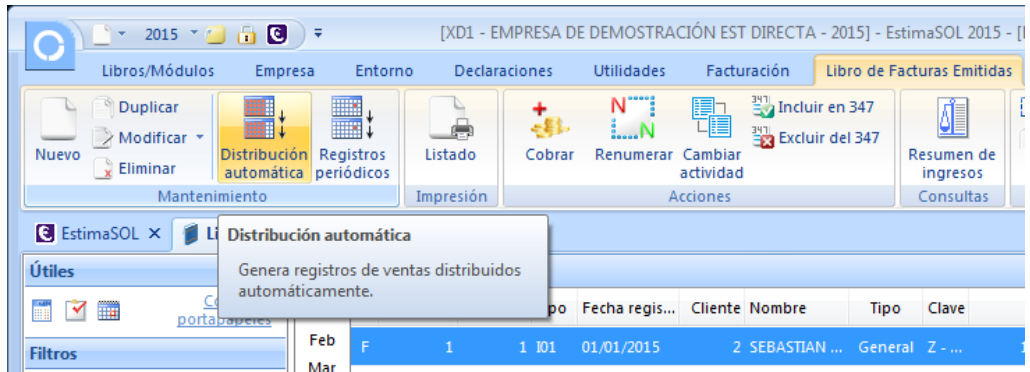 2015 [XD1 - EMPRESA DE DEMOSTRACIÓN EST DIRECTA - 2015] - EstimaSOL 2015 - [
Libros/Módulos Empresa Entorno Declaraciones Utilidades Facturación Libro de Facturas Emitidas
Nuevo
Duplicar
Modificar
Eliminar
Distribución automática
Registros periódicos
Listado
Cobrar
Renumerar
Cambiar actividad
Incluir en 347
Excluir del 347
Resumen de ingresos
Mantenimiento Impresión Acciones Consultas
EstimaSOL
Distribución automática
Genera registros de ventas distribuidos
automáticamente.
Útiles
portapapeles
Filtros
Fecha regis... Cliente Nombre Tipo Clave
Feb
F 1 1 I01 01/01/2015 2 SEBASTIAN ... General Z - ...
Mar